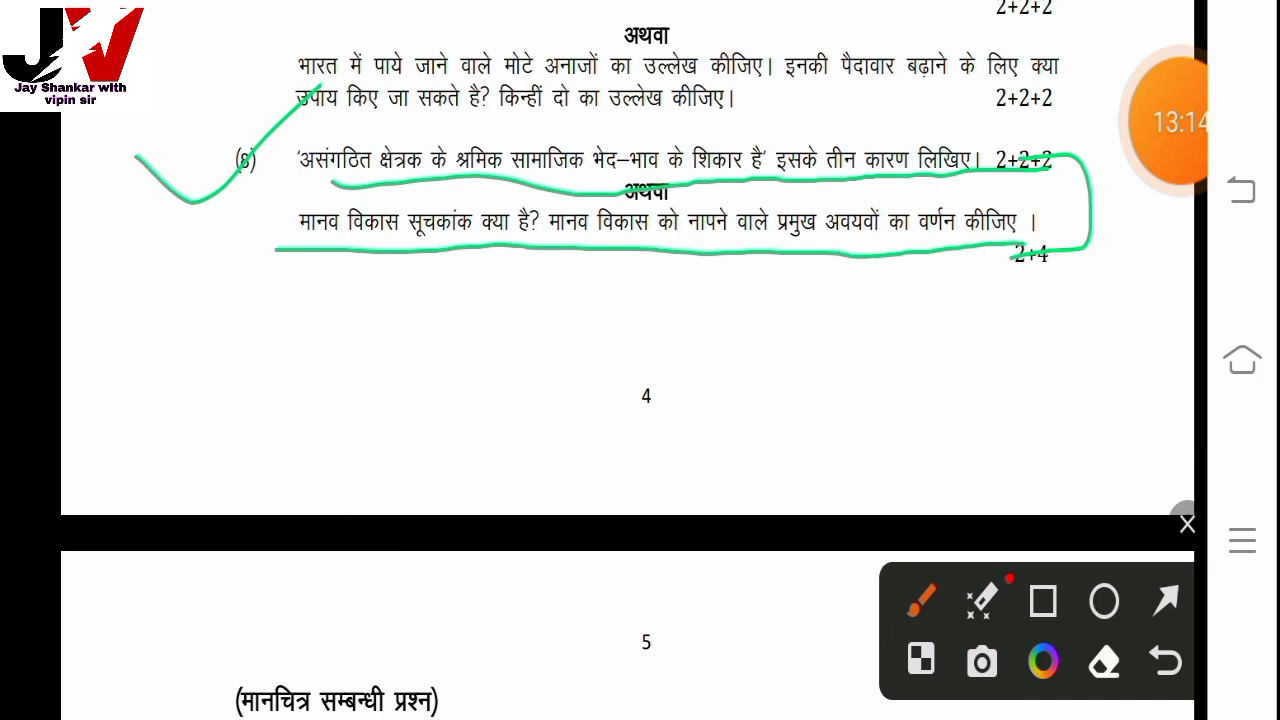 2+2+2
JV
Jay Shankar with
vipin sir
अथवा
भारत में पाये जाने वाले मोटे अनाजों का उल्लेख कीजिए। इनकी पैदावार बढ़ाने के लिए क्या
उपाय किए जा सकते है? किन्हीं दो का उल्लेख कीजिए। 2+2+2
13:14
'असंगठित क्षेत्रक के श्रमिक सामाजिक भेद–भाव के शिकार है' इसके तीन कारण लिखिए। 2+2+2
अथवा
मानव विकास सूचकांक क्या है? मानव विकास को नापने वाले प्रमुख अवयवों का वर्णन कीजिए ।
2+4
4
5
(मानचित्र सम्बन्धी प्रश्न)